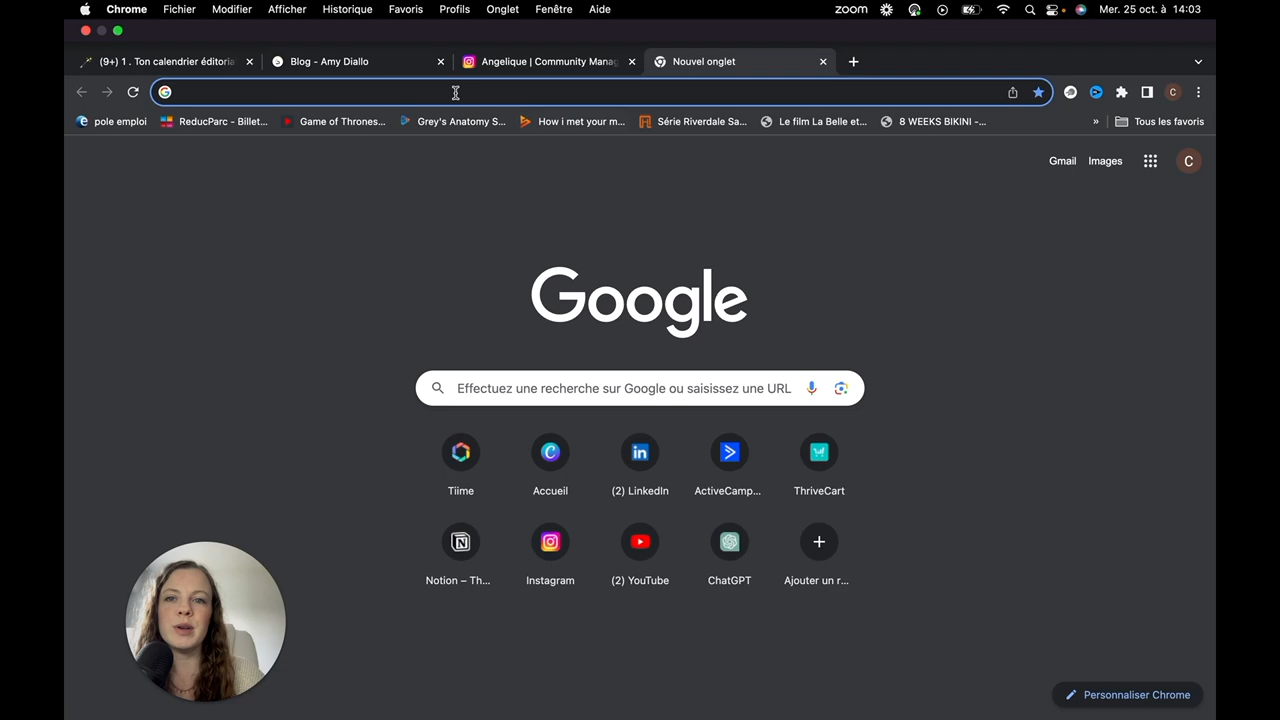 Chrome Fichier Modifier Afficher Historique Favoris Profils Onglet Fenêtre Aide zoom Mer. 25 oct. à 14:03
(9+) 1 . Ton calendrier éditoria Blog - Amy Diallo Angelique | Community Manag Nouvel onglet
pole emploi ReducParc - Billet... Game of Thrones... Grey's Anatomy S... How i met your m... Série Riverdale Sa... Le film La Belle et... 8 WEEKS BIKINI -... » Tous les favoris
Gmail Images C
Google
Effectuez une recherche sur Google ou saisissez une URL
Tiime Accueil (2) LinkedIn ActiveCamp... ThriveCart
Notion – Th... Instagram (2) YouTube ChatGPT Ajouter un r...
Personnaliser Chrome